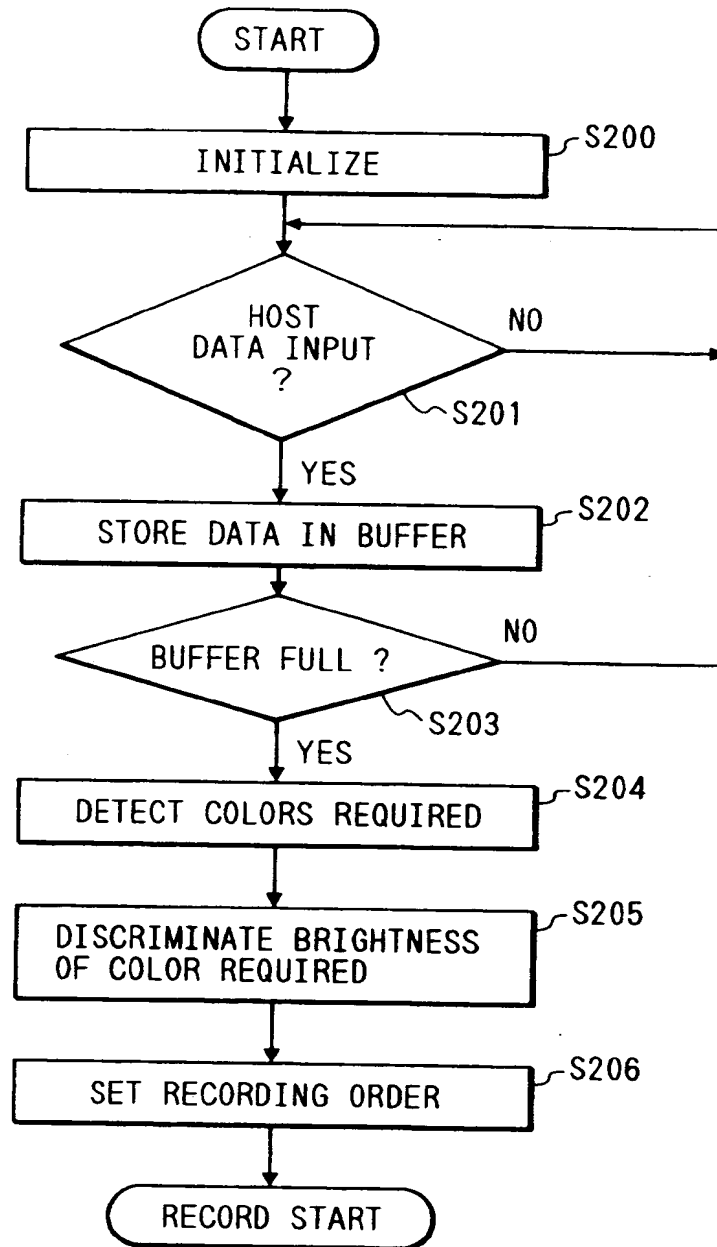 START
S200
INITIALIZE
HOST
DATA INPUT
?
NO
S201
YES
S202
STORE DATA IN BUFFER
NO
BUFFER FULL ?
S203
YES
S204
DETECT COLORS REQUIRED
S205
DISCRIMINATE BRIGHTNESS
OF COLOR REQUIRED
S206
SET RECORDING ORDER
RECORD START